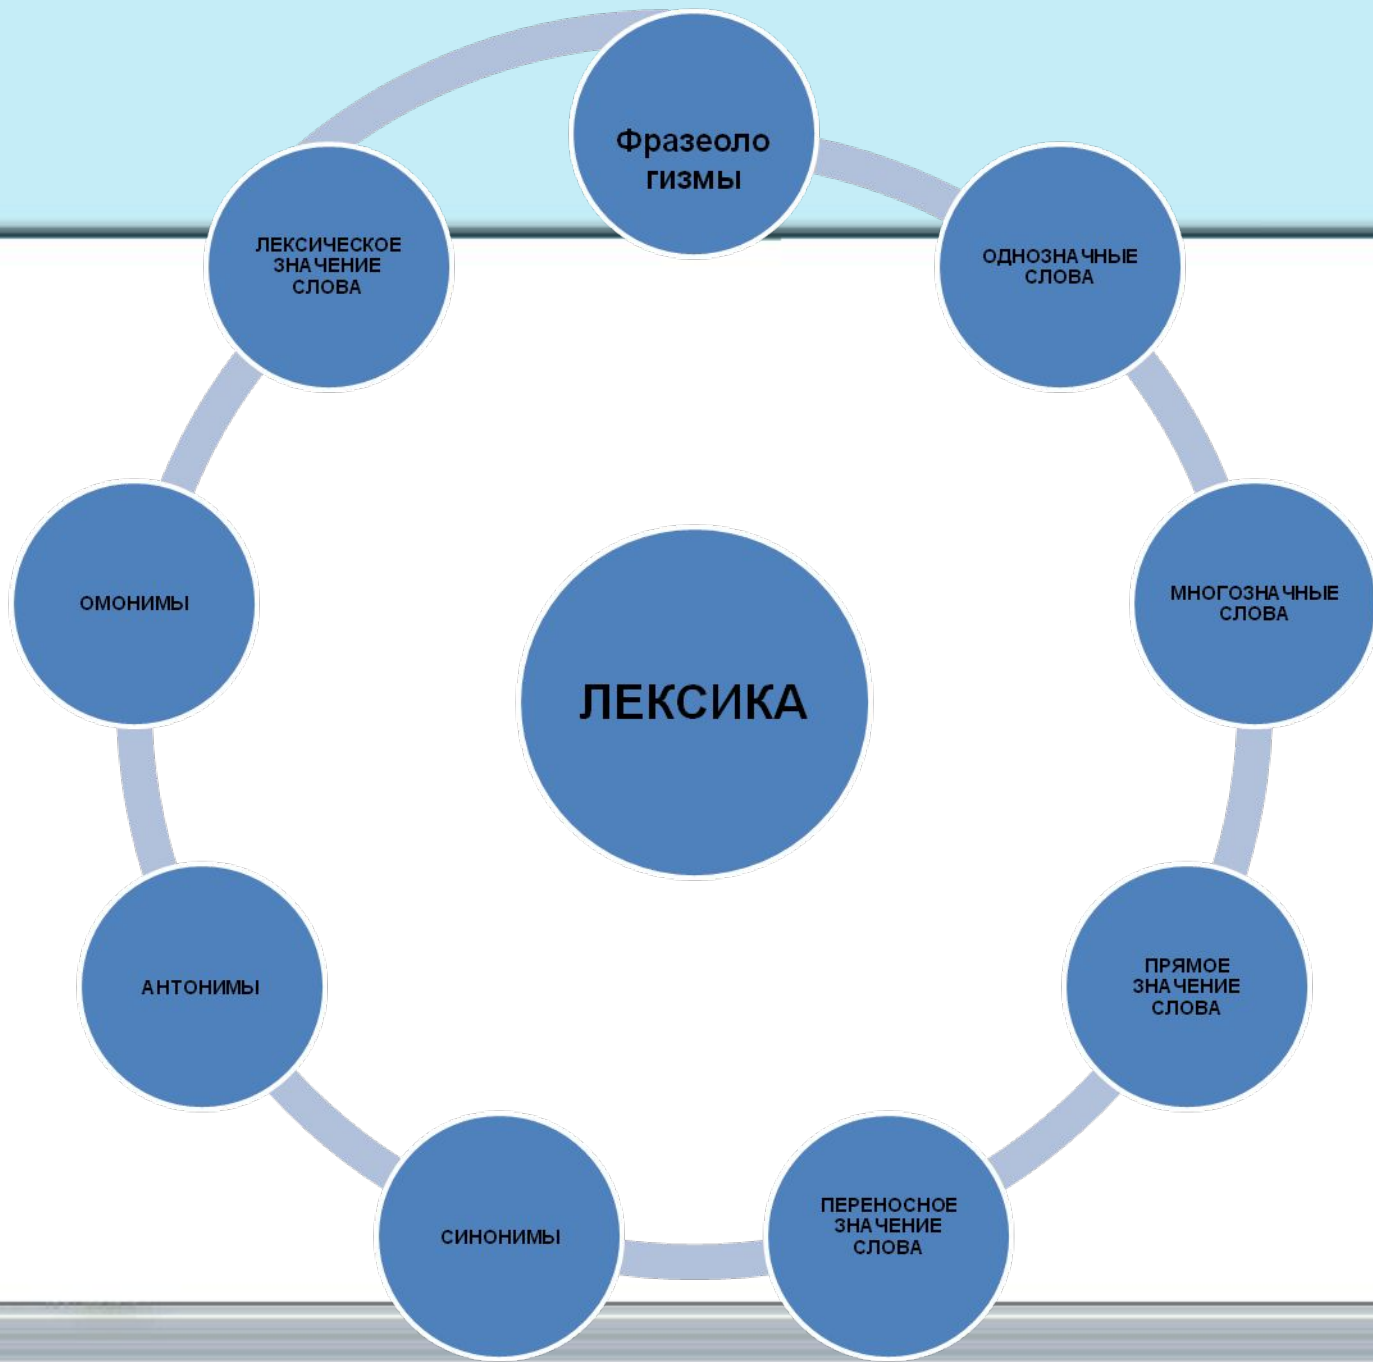 Фразеоло
гизмы
ЛЕКСИЧЕСКОЕ
ЗНАЧЕНИЕ
СЛОВА
ОДНОЗНАЧНЫЕ
СЛОВА
ОМОНИМЫ
МНОГОЗНАЧНЫЕ
СЛОВА
ЛЕКСИКА
АНТОНИМЫ
ПРЯМОЕ
ЗНАЧЕНИЕ
СЛОВА
СИНОНИМЫ
ПЕРЕНОСНОЕ
ЗНАЧЕНИЕ
СЛОВА